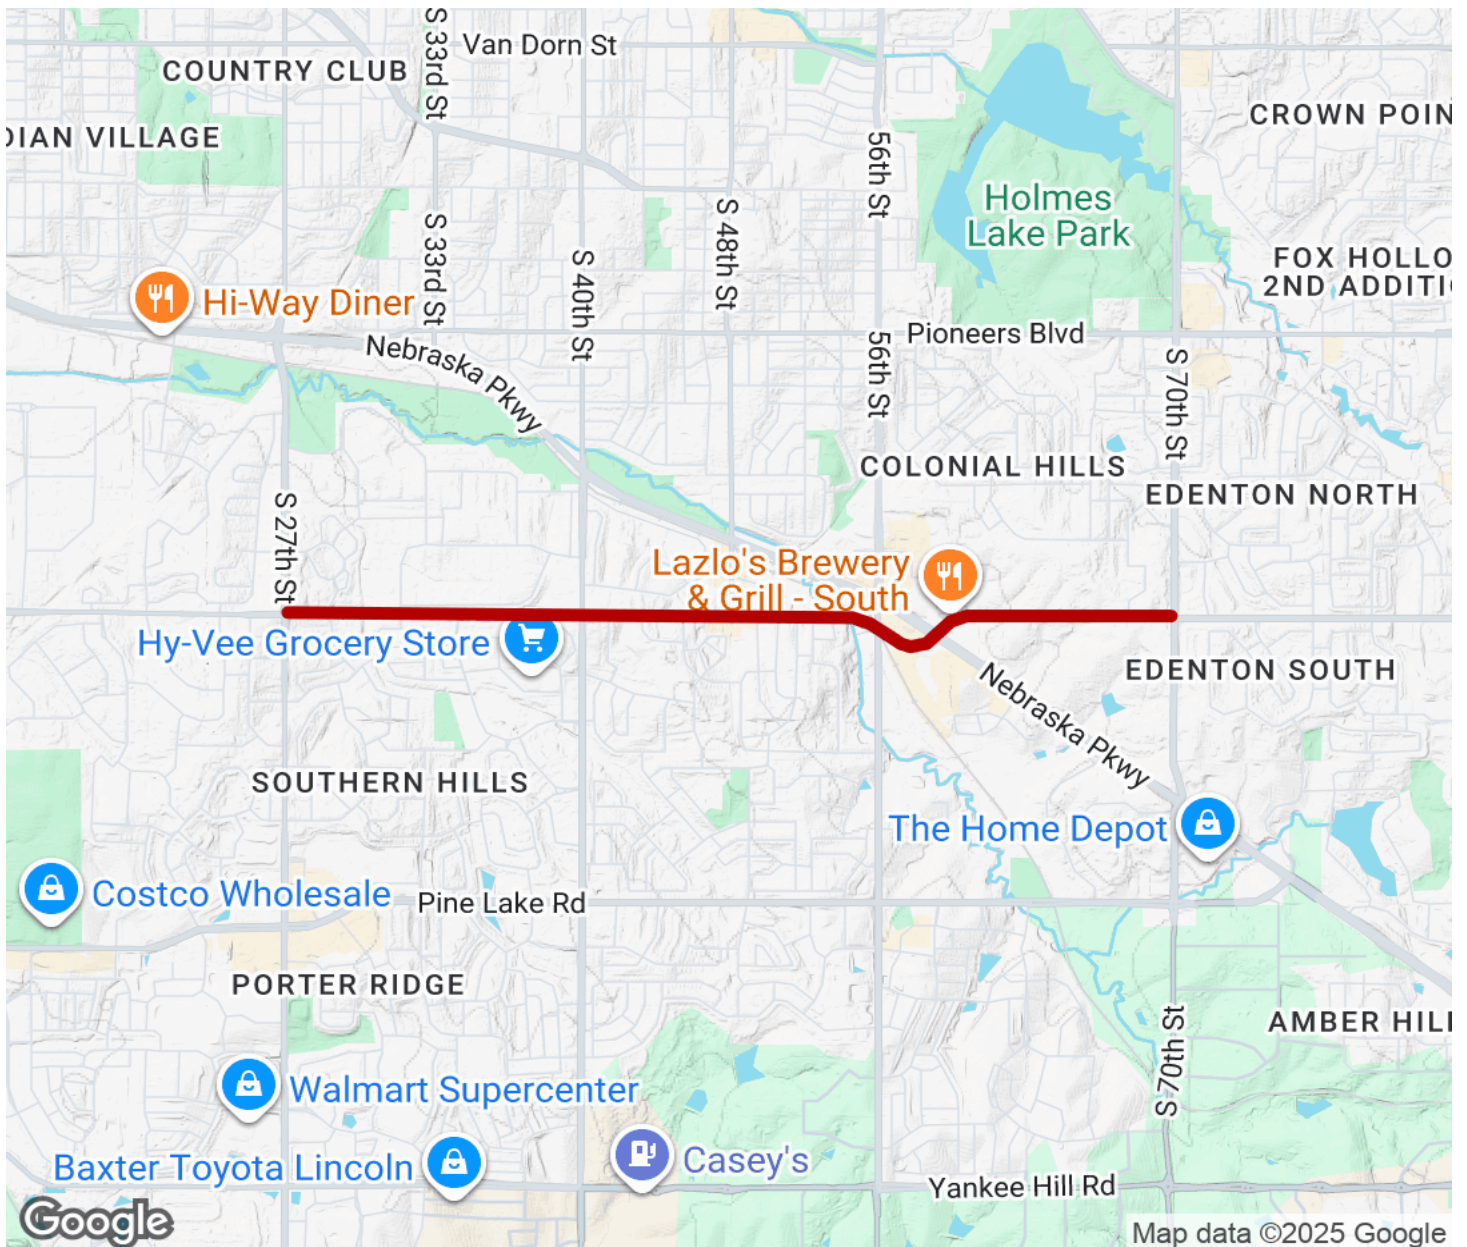 S 33rd St
Van Dorn St
COUNTRY CLUB
CROWN POIN
DIAN VILLAGE
56th St
Holmes
Lake Park
S 33rd St
S 48th St
FOX HOLLO
2ND ADDITI
S 40th St
Hi-Way Diner
Pioneers Blvd
Nebraska Pkwy
56th St
S 70th St
COLONIAL HILLS
EDENTON NORTH
S 27th St
Lazlo's Brewery
& Grill - South
Hy-Vee Grocery Store
EDENTON SOUTH
Nebraska Pkwy
SOUTHERN HILLS
The Home Depot
Costco Wholesale
Pine Lake Rd
PORTER RIDGE
AMBER HILL
S 70th St
Walmart Supercenter
Baxter Toyota Lincoln
Casey's
Yankee Hill Rd
Google
Map data ©2025 Google